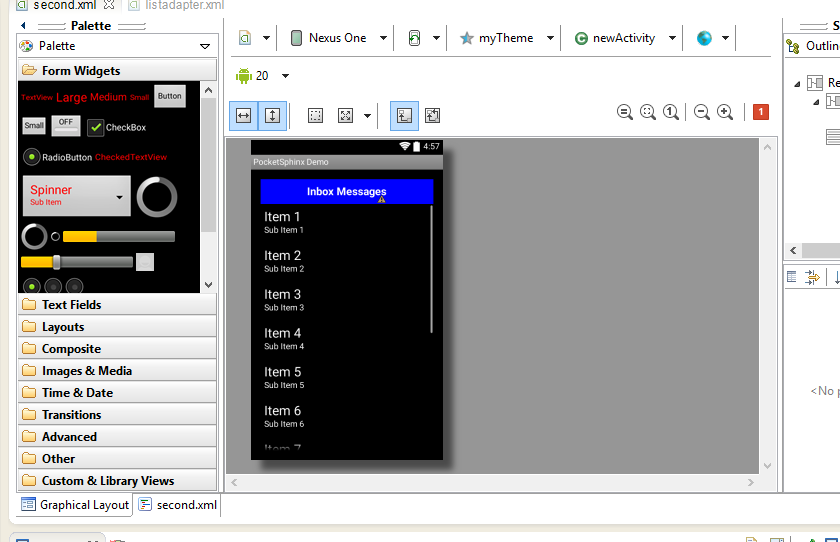 second.xml
listadapter.xml
Palette
Palette
Form Widgets
TextView Large Medium Small Button
Small OFF CheckBox
RadioButton CheckedTextView
Spinner
Sub Item
Text Fields
Layouts
Composite
Images & Media
Time & Date
Transitions
Advanced
Other
Custom & Library Views
Graphical Layout
second.xml
Nexus One
myTheme
newActivity
20
1
1
4:57
PocketSphinx Demo
Inbox Messages
Item 1
Sub Item 1
Item 2
Sub Item 2
Item 3
Sub Item 3
Item 4
Sub Item 4
Item 5
Sub Item 5
Item 6
Sub Item 6
Item 7
S
Outlin
Re
<No p